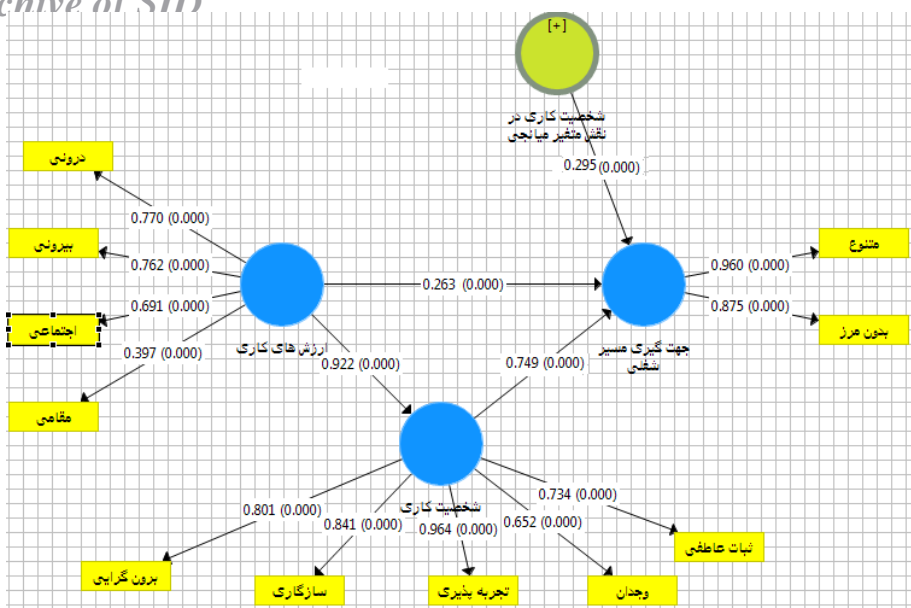 chive of SID
[+]
شخصیت کاری در
نقش متغیر میانجی
0.295 (0.000)
درونی
0.770 (0.000)
بیرونی
0.762 (0.000)
اجتماعی
0.691 (0.000)
مقامی
0.397 (0.000)
ارزش های کاری
0.263 (0.000)
0.922 (0.000)
متنوع
0.960 (0.000)
بدون مرز
0.875 (0.000)
جهت گیری مسیر
شغلی
0.749 (0.000)
شخصیت کاری
0.801 (0.000)
0.841 (0.000)
0.964 (0.000)
0.652 (0.000)
0.734 (0.000)
برون گرایی
سازگاری
تجربه پذیری
وجدان
ثبات عاطفی